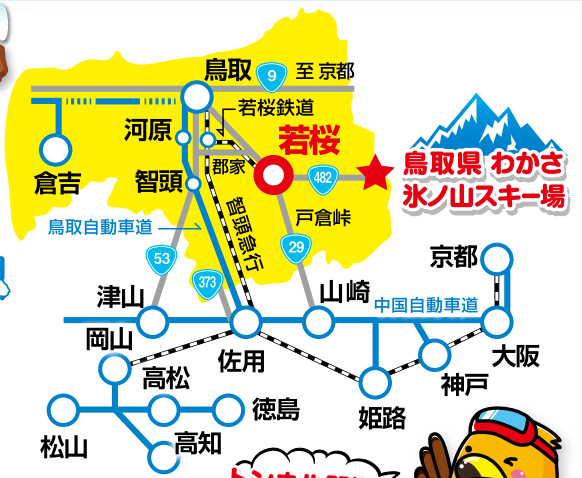 鳥取
9
至 京都
若桜鉄道
河原
若桜
鳥取県 わかさ
氷ノ山スキー場
倉吉
智頭
郡家
482
鳥取自動車道
智頭急行
戸倉峠
53
373
29
京都
津山
山崎
中国自動車道
岡山
佐用
大阪
神戸
高松
姫路
徳島
松山
高知